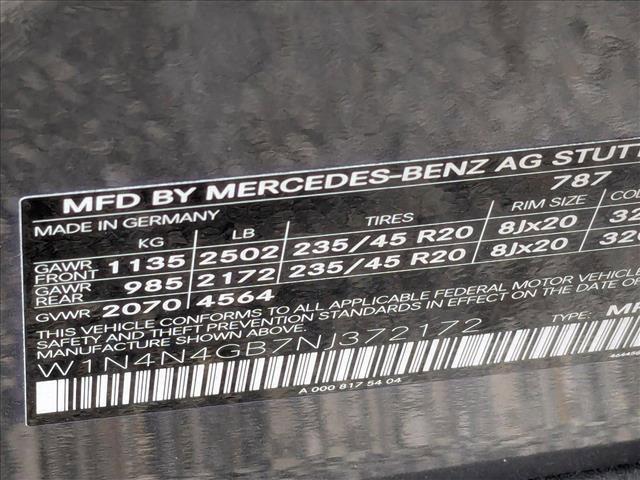 MFD BY MERCEDES-BENZ AG STUTT
787
MADE IN GERMANY
KG LB TIRES RIM SIZE COLD
GAWR FRONT 1135 2502 235/45 R20 8Jx20 32
GAWR REAR 985 2172 235/45 R20 8Jx20 32
GVWR 2070 4564
THIS VEHICLE CONFORMS TO ALL APPLICABLE FEDERAL MOTOR VEHICLE
SAFETY THEFT PREVENTION STANDARDS IN EFFECT ON THE DATE OF
MANUFACTURE SHOWN ABOVE.
W1N4N4GB7NJ372172
TYPE:
A 000 817 54 04